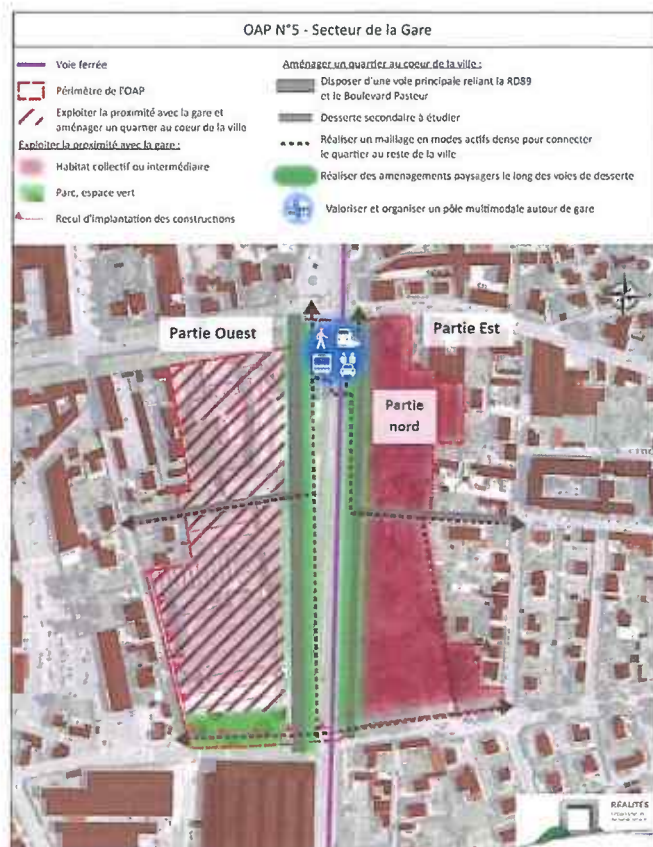 OAP N°5 - Secteur de la Gare
Voie ferrée
Périmètre de l'OAP
Exploiter la proximité avec la gare et
aménager un quartier au coeur de la ville
Exploiter la proximité avec la gare :
Habitat collectif ou intermédiaire
Parc, espace vert
Recul d'implantation des constructions
Aménager un quartier au coeur de la ville :
Disposer d'une voie principale reliant la RD89
et le Boulevard Pasteur
Desserte secondaire à étudier
Réaliser un maillage en modes actifs dense pour connecter
le quartier au reste de la ville
Réaliser des aménagements paysagers le long des voies de desserte
Valoriser et organiser un pôle multimodale autour de gare
Partie Ouest
Partie Est
Partie
nord
RÉALITÉS